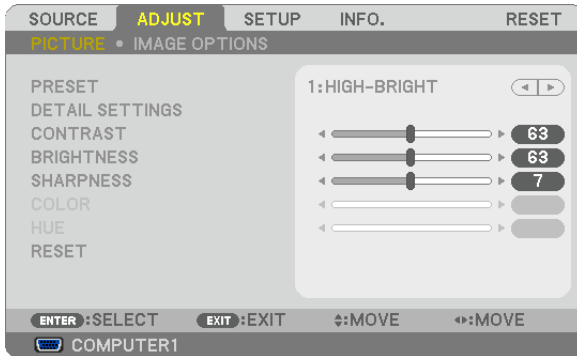 SOURCE ADJUST SETUP INFO. RESET
PICTURE • IMAGE OPTIONS
PRESET 1:HIGH-BRIGHT
DETAIL SETTINGS
CONTRAST 63
BRIGHTNESS 63
SHARPNESS 7
COLOR
HUE
RESET
ENTER :SELECT EXIT :EXIT :MOVE :MOVE
COMPUTER1